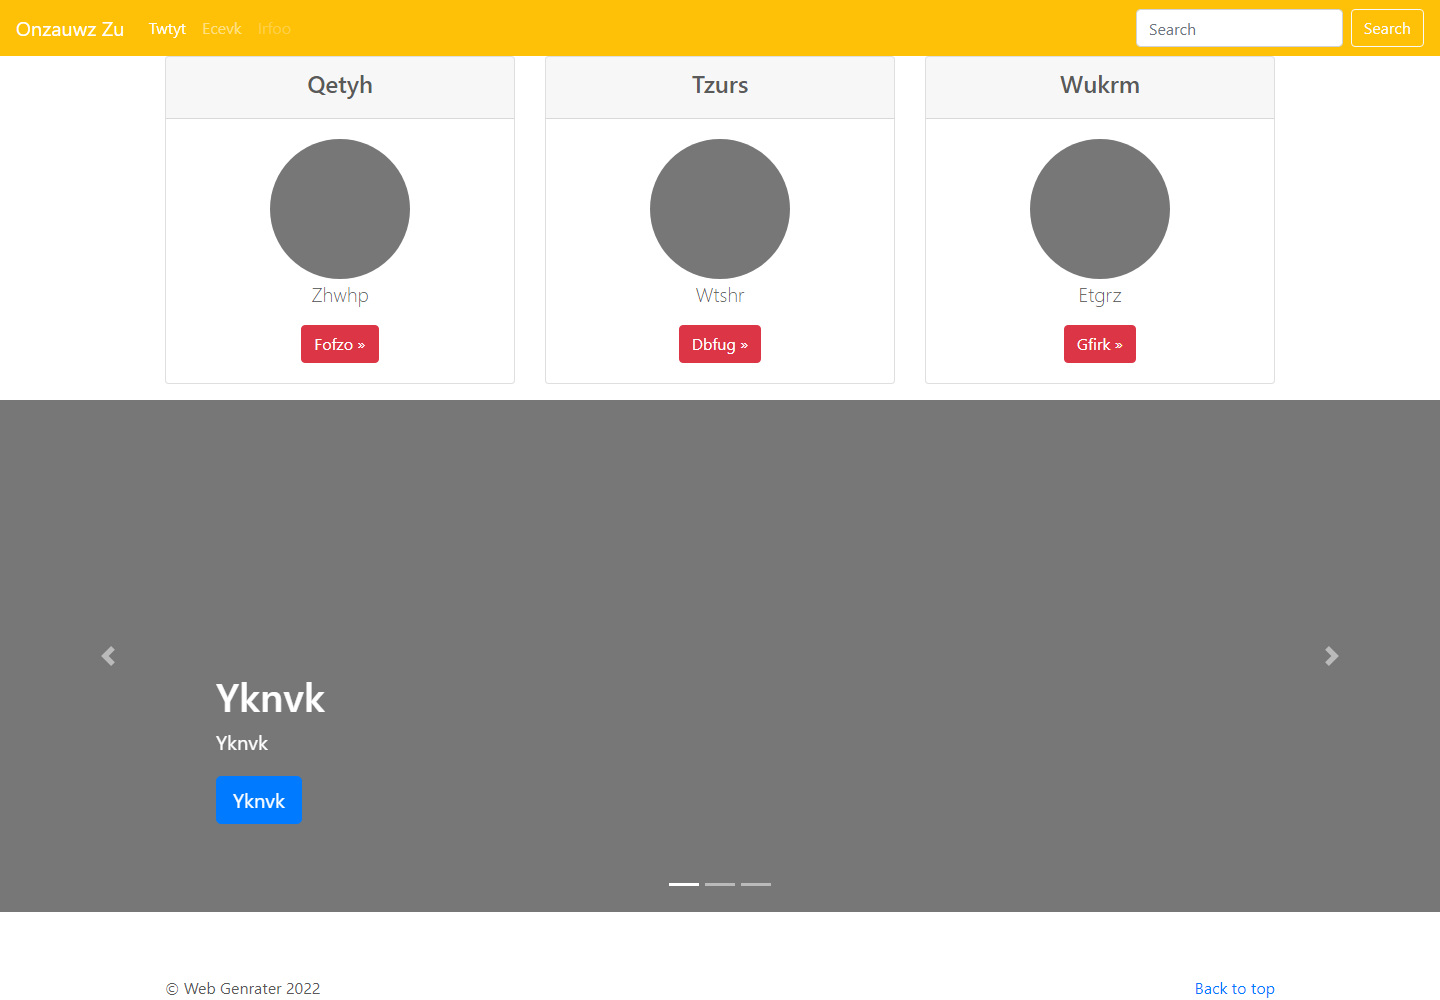 Onzauwz Zu Twtyt Ecevk Irfoo Search Search
Qetyh
Zhwhp
Fofzo »
Tzurs
Wtshr
Dbfug »
Wukrm
Etgrz
Gfirk »
Yknvk
Yknvk
Yknvk
© Web Genrater 2022
Back to top